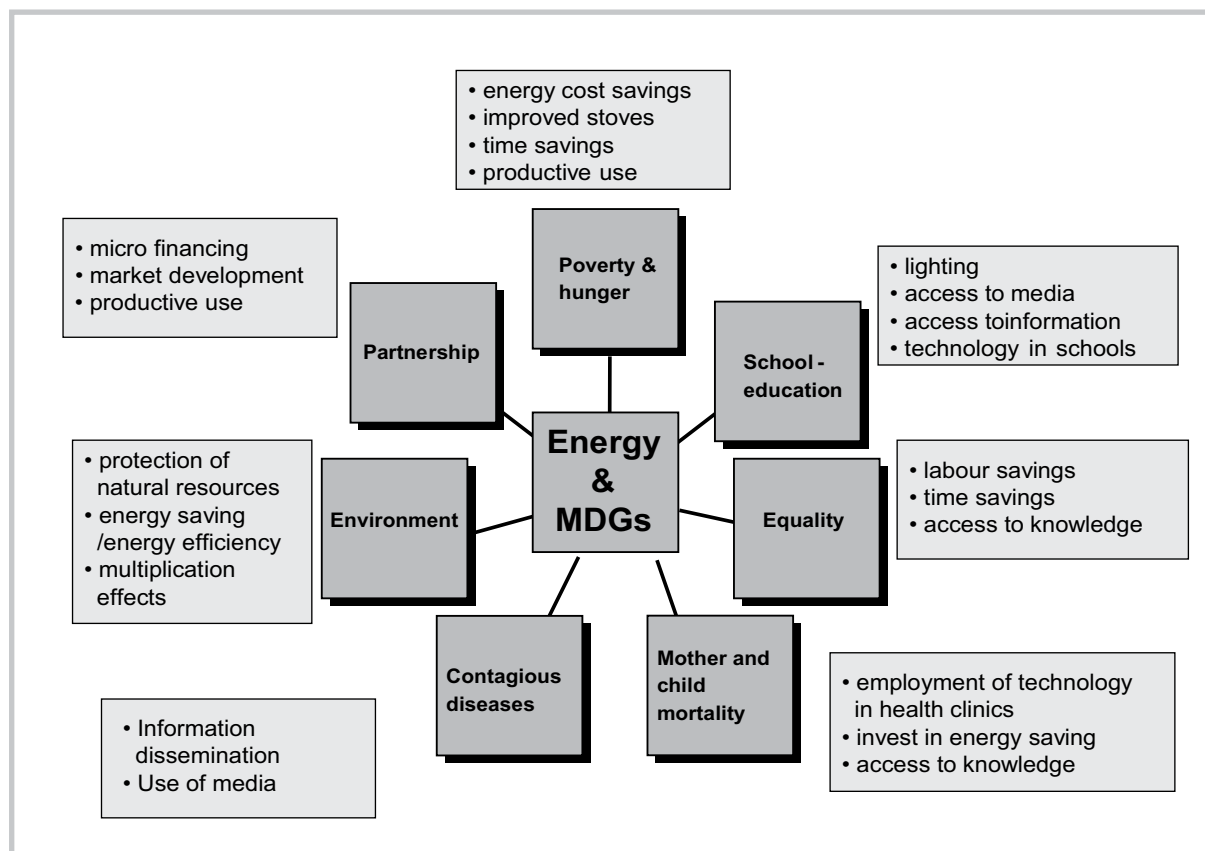 • energy cost savings
• improved stoves
• time savings
• productive use
• micro financing
• market development
• productive use
Poverty &
hunger
• lighting
• access to media
• access toinformation
• technology in schools
Partnership
School -
education
Energy
&
MDGs
• protection of
natural resources
• energy saving
/energy efficiency
• multiplication
effects
Environment
Equality
• labour savings
• time savings
• access to knowledge
Contagious
diseases
Mother and
child
mortality
• employment of technology
in health clinics
• invest in energy saving
• access to knowledge
• Information
dissemination
• Use of media